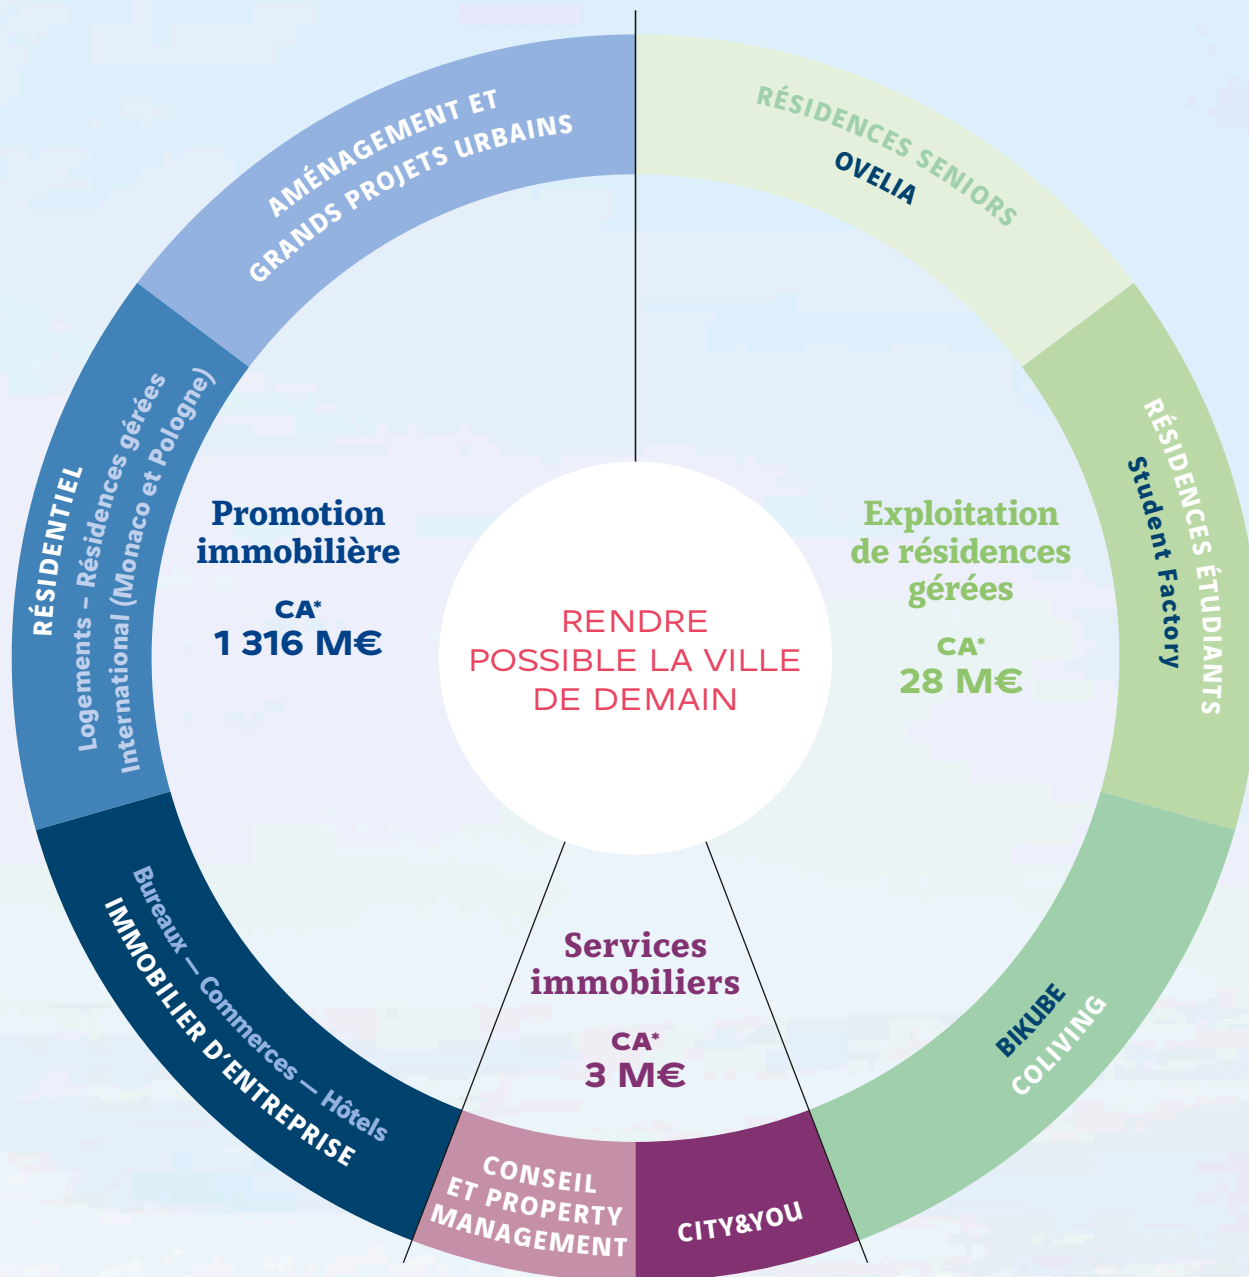 AMÉNAGEMENT ET
GRANDS PROJETS URBAINS
RÉSIDENCES SENIORS
OVELIA
RÉSIDENTIEL
Logements – Résidences gérées
International (Monaco et Pologne)
Promotion
immobilière
CA*
1 316 M€
RENDRE
POSSIBLE LA VILLE
DE DEMAIN
Exploitation
de résidences
gérées
CA*
28 M€
RÉSIDENCES ÉTUDIANTS
Student Factory
Bureaux — Commerces — Hôtels
IMMOBILIER D'ENTREPRISE
Services
immobiliers
CA*
3 M€
BIKUBE
COLIVING
CONSEIL
ET PROPERTY
MANAGEMENT
CITY&YOU